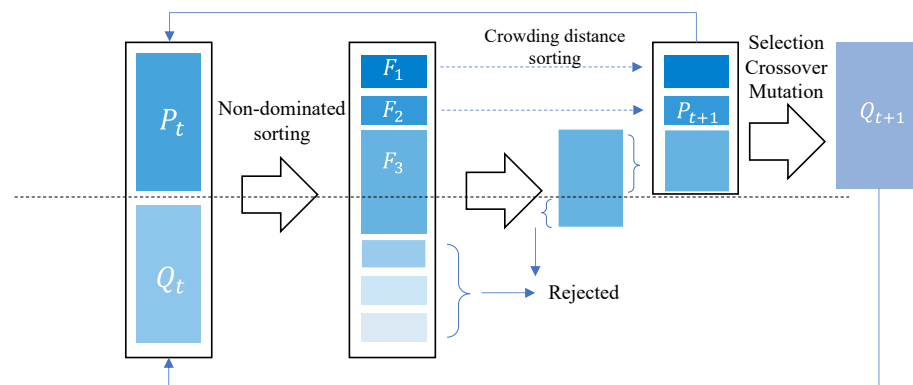 P_t
Q_t
Non-dominated
sorting
F_1
F_2
F_3
Crowding distance
sorting
Rejected
P_{t+1}
Selection
Crossover
Mutation
Q_{t+1}